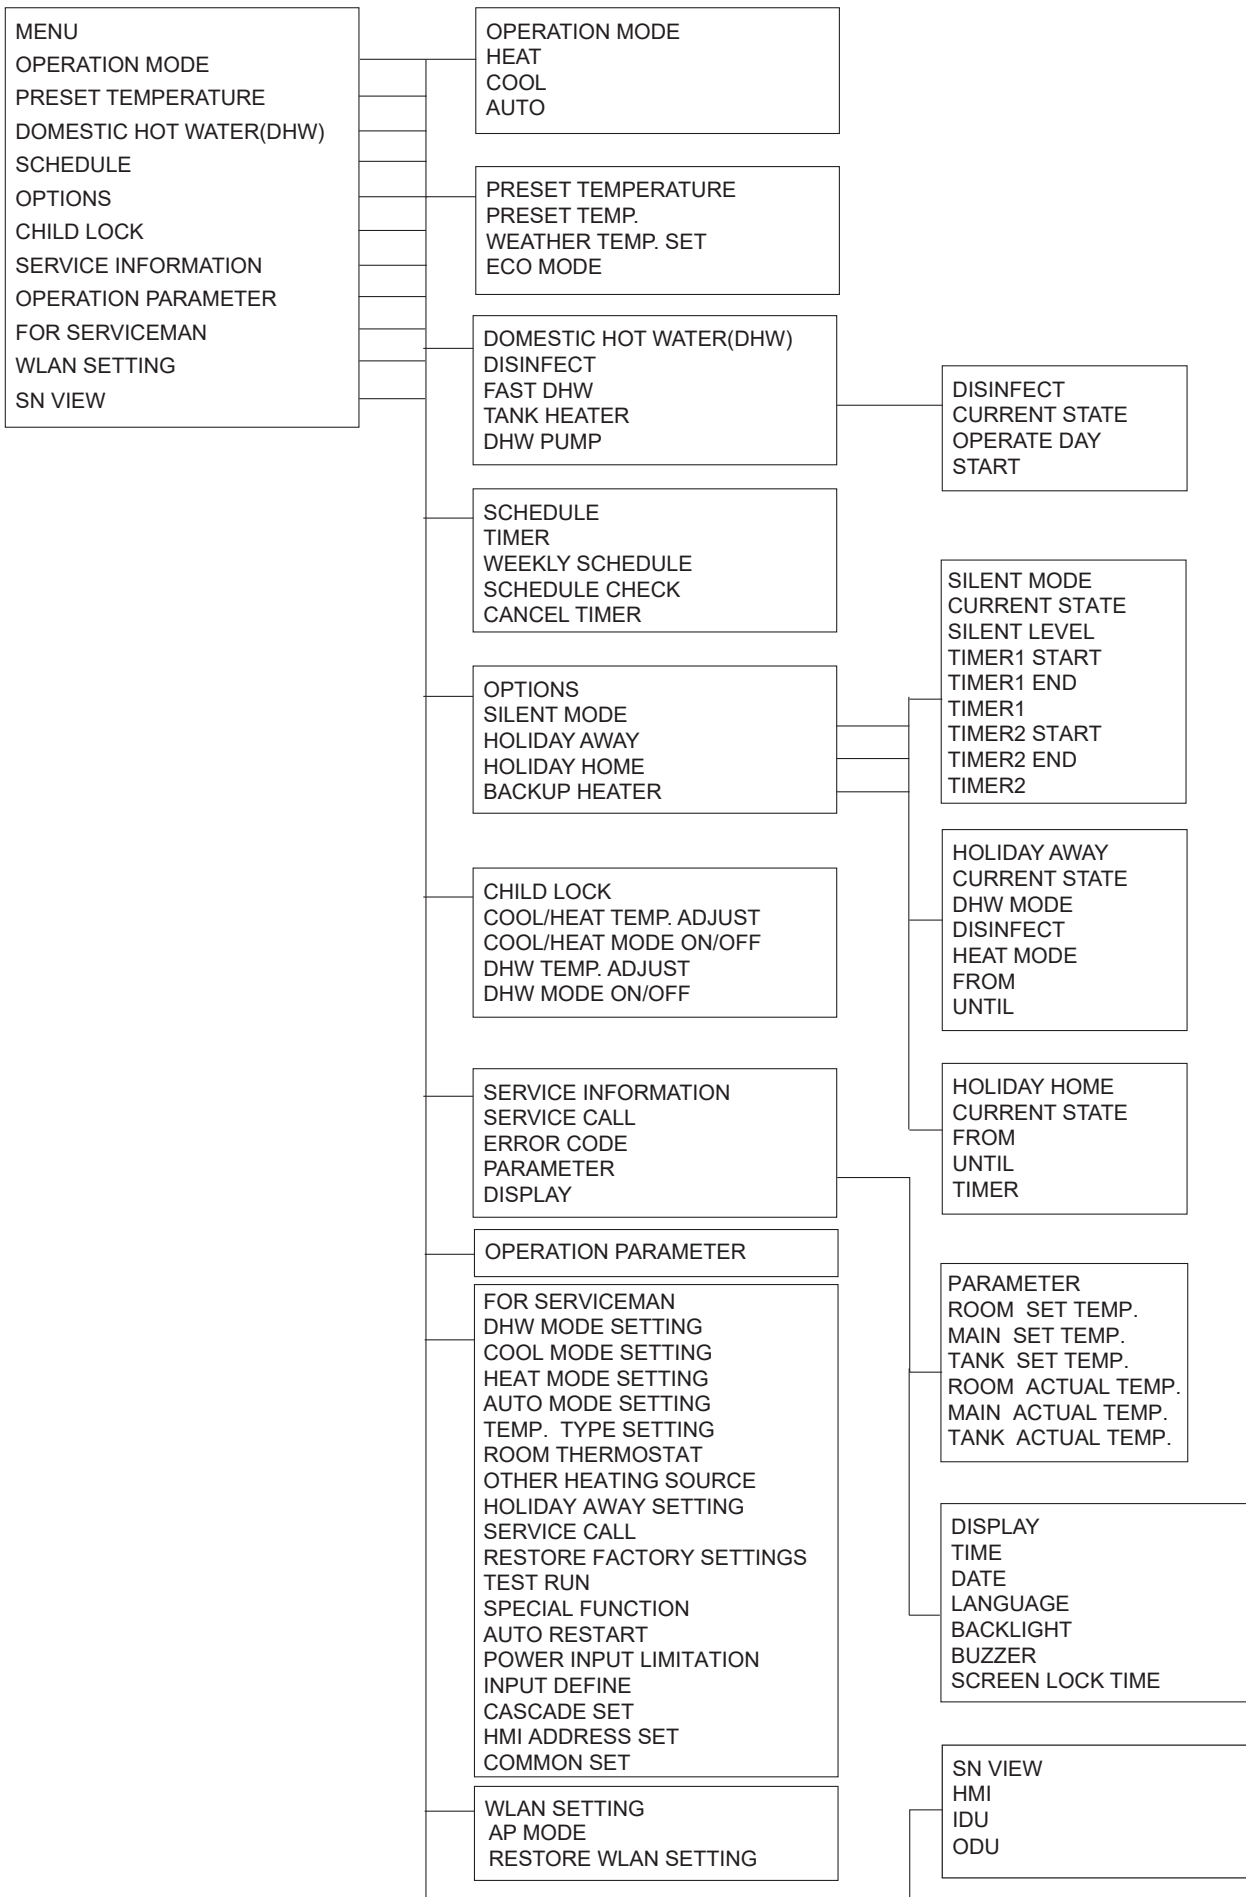 MENU
OPERATION MODE
PRESET TEMPERATURE
DOMESTIC HOT WATER(DHW)
SCHEDULE
OPTIONS
CHILD LOCK
SERVICE INFORMATION
OPERATION PARAMETER
FOR SERVICEMAN
WLAN SETTING
SN VIEW
OPERATION MODE
HEAT
COOL
AUTO
PRESET TEMPERATURE
PRESET TEMP.
WEATHER TEMP. SET
ECO MODE
DOMESTIC HOT WATER(DHW)
DISINFECT
FAST DHW
TANK HEATER
DHW PUMP
DISINFECT
CURRENT STATE
OPERATE DAY
START
SCHEDULE
TIMER
WEEKLY SCHEDULE
SCHEDULE CHECK
CANCEL TIMER
OPTIONS
SILENT MODE
HOLIDAY AWAY
HOLIDAY HOME
BACKUP HEATER
SILENT MODE
CURRENT STATE
SILENT LEVEL
TIMER1 START
TIMER1 END
TIMER1
TIMER2 START
TIMER2 END
TIMER2
HOLIDAY AWAY
CURRENT STATE
DHW MODE
DISINFECT
HEAT MODE
FROM
UNTIL
HOLIDAY HOME
CURRENT STATE
FROM
UNTIL
TIMER
CHILD LOCK
COOL/HEAT TEMP. ADJUST
COOL/HEAT MODE ON/OFF
DHW TEMP. ADJUST
DHW MODE ON/OFF
SERVICE INFORMATION
SERVICE CALL
ERROR CODE
PARAMETER
DISPLAY
PARAMETER
ROOM SET TEMP.
MAIN SET TEMP.
TANK SET TEMP.
ROOM ACTUAL TEMP.
MAIN ACTUAL TEMP.
TANK ACTUAL TEMP.
DISPLAY
TIME
DATE
LANGUAGE
BACKLIGHT
BUZZER
SCREEN LOCK TIME
OPERATION PARAMETER
FOR SERVICEMAN
DHW MODE SETTING
COOL MODE SETTING
HEAT MODE SETTING
AUTO MODE SETTING
TEMP. TYPE SETTING
ROOM THERMOSTAT
OTHER HEATING SOURCE
HOLIDAY AWAY SETTING
SERVICE CALL
RESTORE FACTORY SETTINGS
TEST RUN
SPECIAL FUNCTION
AUTO RESTART
POWER INPUT LIMITATION
INPUT DEFINE
CASCADE SET
HMI ADDRESS SET
COMMON SET
WLAN SETTING
AP MODE
RESTORE WLAN SETTING
SN VIEW
HMI
IDU
ODU